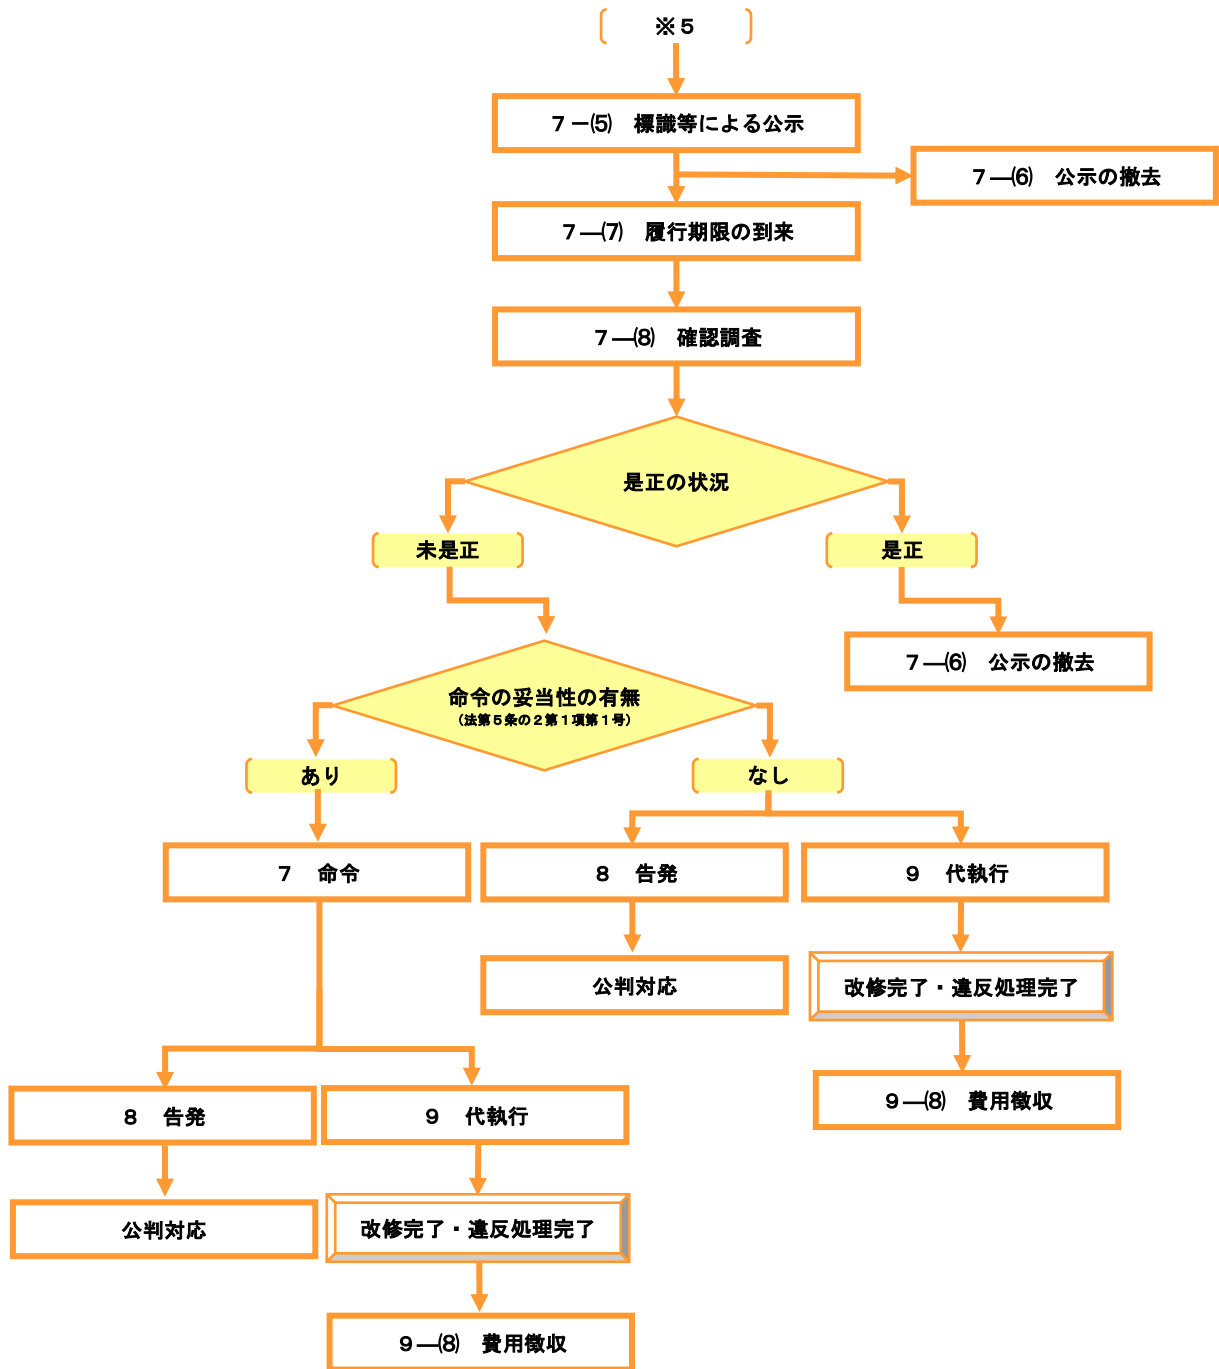 ※５
７－⑸　標識等による公示
７―⑹　公示の撤去
７―⑺　履行期限の到来
７―⑻　確認調査
是正の状況
未是正
是正
７―⑹　公示の撤去
命令の妥当性の有無
（法第５条の２第１項第１号）
あり
なし
７　命令
８　告発
９　代執行
公判対応
改修完了・違反処理完了
９―⑻　費用徴収
８　告発
９　代執行
公判対応
改修完了・違反処理完了
９―⑻　費用徴収